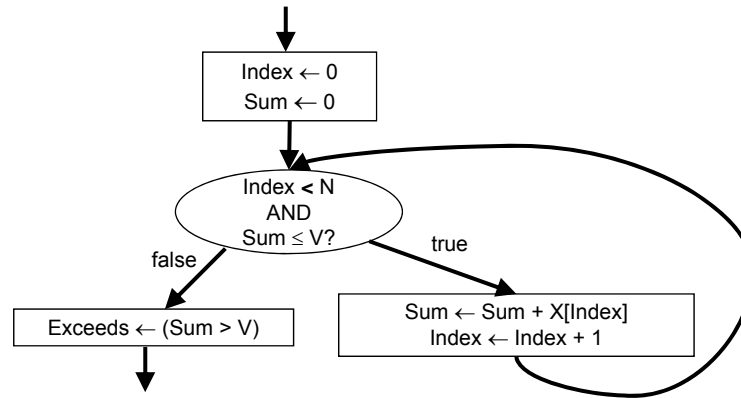 Index ← 0
Sum ← 0
Index < N
AND
Sum ≤ V?
false
true
Exceeds ← (Sum > V)
Sum ← Sum + X[Index]
Index ← Index + 1